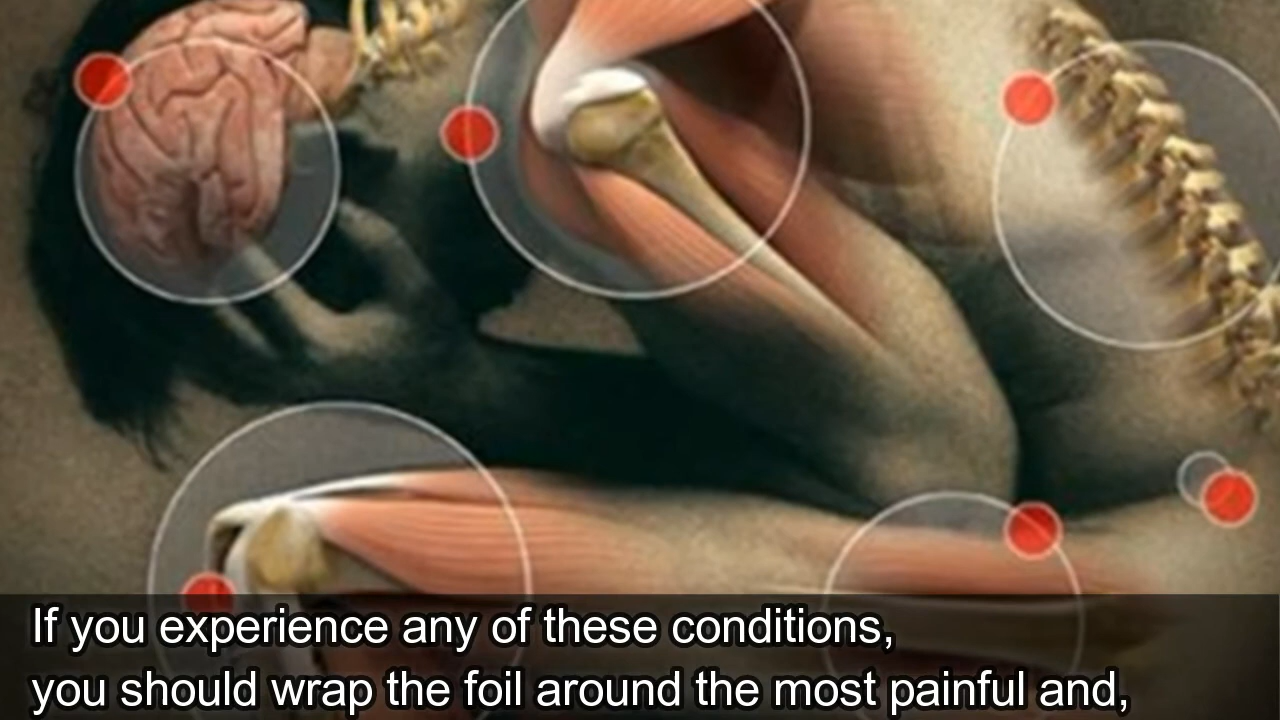 If you experience any of these conditions,
you should wrap the foil around the most painful and,